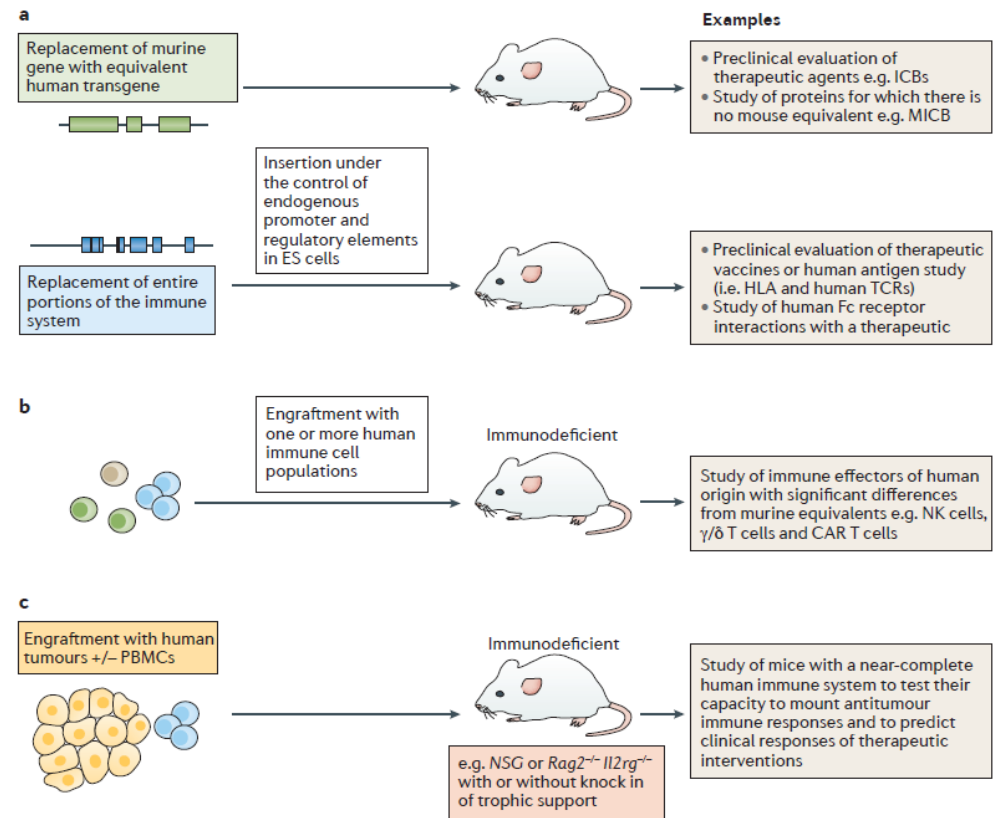 a
Examples
Replacement of murine
gene with equivalent
human transgene
• Preclinical evaluation of
therapeutic agents e.g. ICBs
• Study of proteins for which there is
no mouse equivalent e.g. MICB
Insertion under
the control of
endogenous
promoter and
regulatory elements
in ES cells
Replacement of entire
portions of the immune
system
• Preclinical evaluation of therapeutic
vaccines or human antigen study
(i.e. HLA and human TCRs)
• Study of human Fc receptor
interactions with a therapeutic
b
Engraftment with
one or more human
immune cell
populations
Immunodeficient
Study of immune effectors of human
origin with significant differences
from murine equivalents e.g. NK cells,
γ/δ T cells and CAR T cells
c
Engraftment with human
tumours +/− PBMCs
Immunodeficient
e.g. NSG or Rag2⁻/⁻ Il2rg⁻/⁻
with or without knock in
of trophic support
Study of mice with a near-complete
human immune system to test their
capacity to mount antitumour
immune responses and to predict
clinical responses of therapeutic
interventions